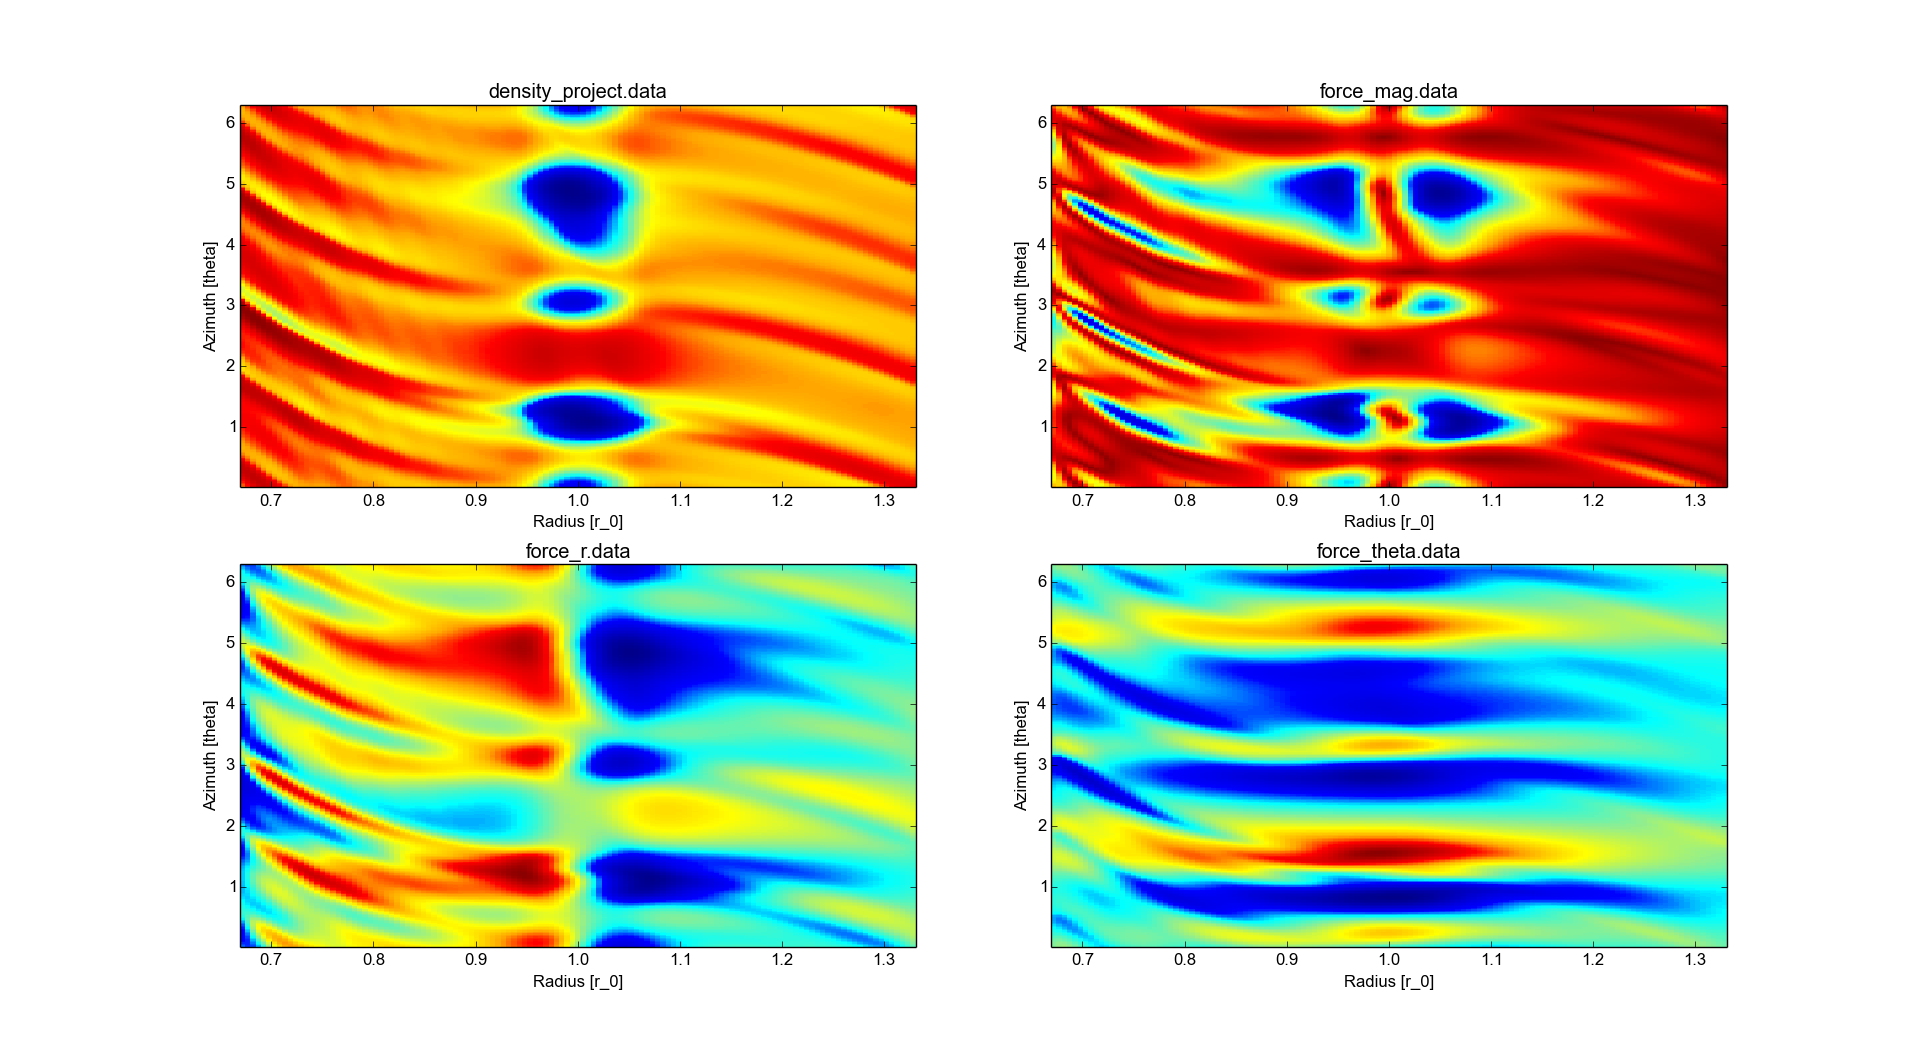 density_project.data
6
5
4
3
2
1
Azimuth [theta]
0.7 0.8 0.9 1.0 1.1 1.2 1.3
Radius [r_0]
force_mag.data
6
5
4
3
2
1
Azimuth [theta]
0.7 0.8 0.9 1.0 1.1 1.2 1.3
Radius [r_0]
force_r.data
6
5
4
3
2
1
Azimuth [theta]
0.7 0.8 0.9 1.0 1.1 1.2 1.3
Radius [r_0]
force_theta.data
6
5
4
3
2
1
Azimuth [theta]
0.7 0.8 0.9 1.0 1.1 1.2 1.3
Radius [r_0]